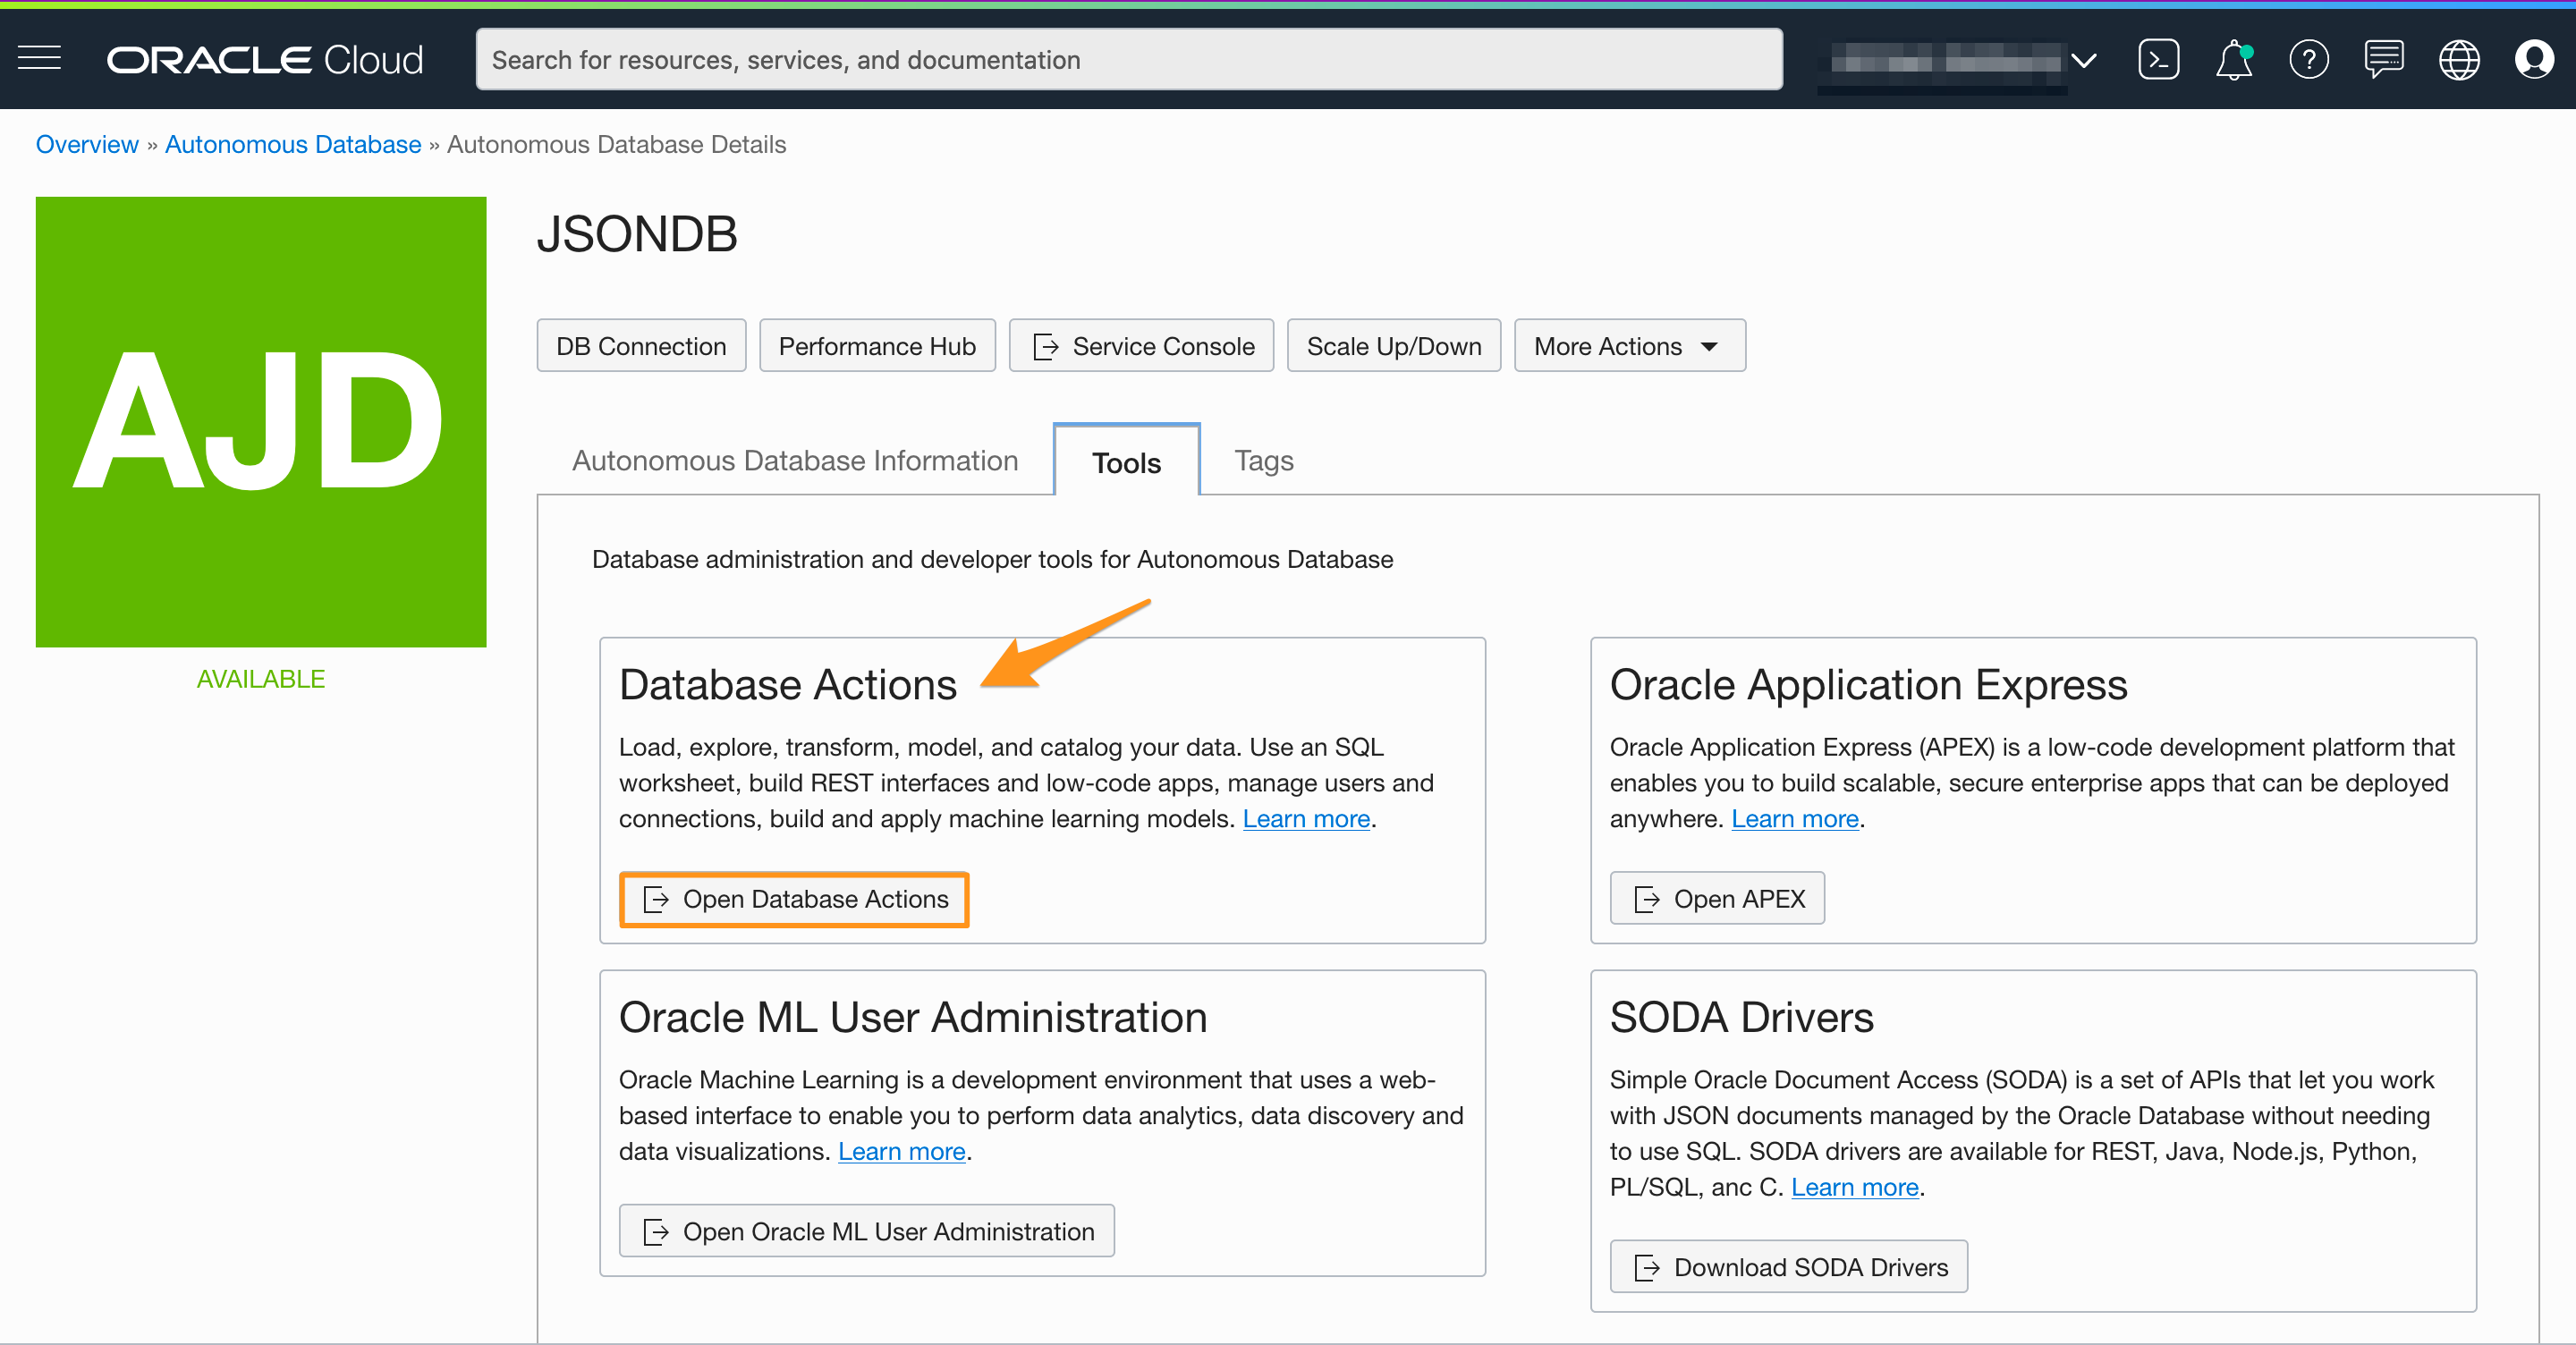 ORACLE Cloud
Search for resources, services, and documentation
Overview » Autonomous Database » Autonomous Database Details
AJD
AVAILABLE
JSONDB
DB Connection
Performance Hub
Service Console
Scale Up/Down
More Actions
Autonomous Database Information
Tools
Tags
Database administration and developer tools for Autonomous Database
Database Actions
Load, explore, transform, model, and catalog your data. Use an SQL
worksheet, build REST interfaces and low-code apps, manage users and
connections, build and apply machine learning models. Learn more.
Open Database Actions
Oracle Application Express
Oracle Application Express (APEX) is a low-code development platform that
enables you to build scalable, secure enterprise apps that can be deployed
anywhere. Learn more.
Open APEX
Oracle ML User Administration
Oracle Machine Learning is a development environment that uses a web-
based interface to enable you to perform data analytics, data discovery and
data visualizations. Learn more.
Open Oracle ML User Administration
SODA Drivers
Simple Oracle Document Access (SODA) is a set of APIs that let you work
with JSON documents managed by the Oracle Database without needing
to use SQL. SODA drivers are available for REST, Java, Node.js, Python,
PL/SQL, anc C. Learn more.
Download SODA Drivers